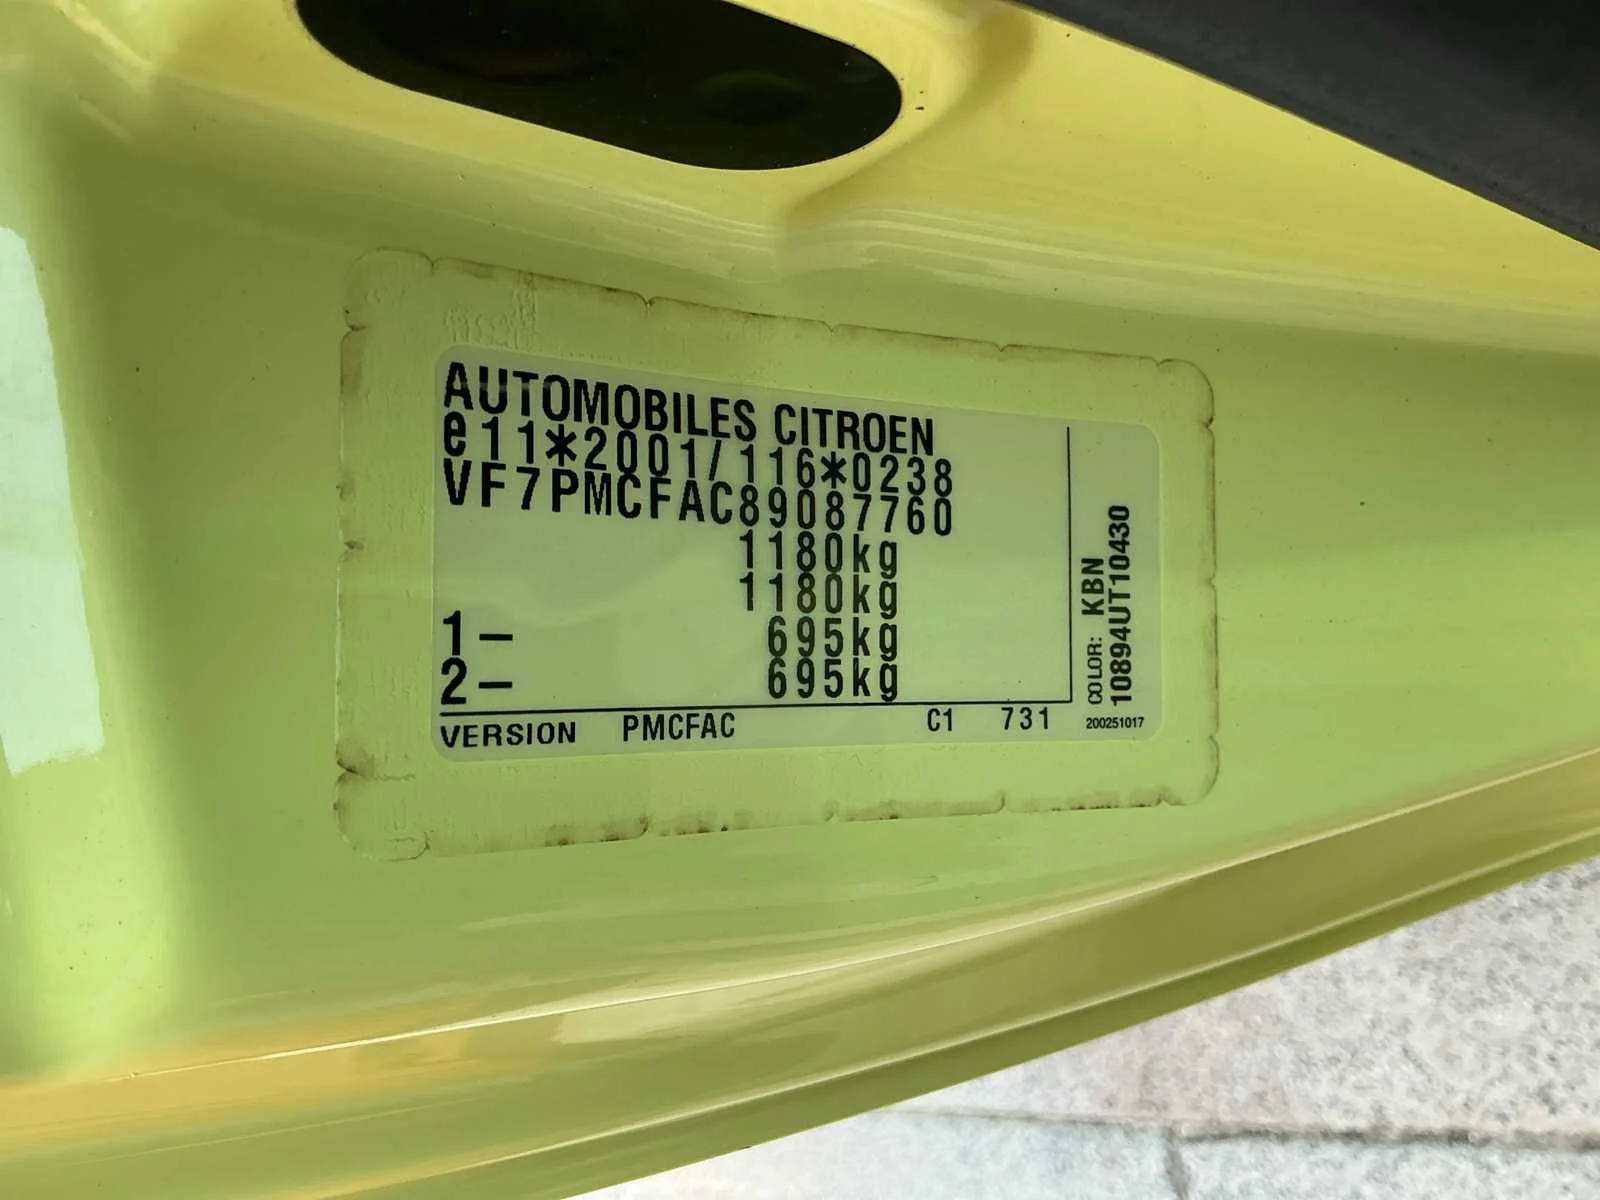 AUTOMOBILES CITROEN
e11*2001/116*0238
VF7PMCFAC89087760
1180kg
1180kg
1- 695kg
2- 695kg
VERSION PMCFAC C1 731
COLOR: KBN
10894UT10430
200251017